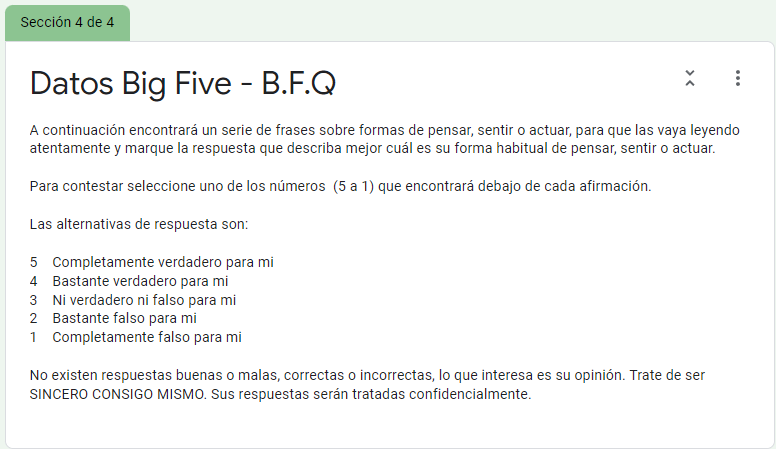 Sección 4 de 4
Datos Big Five - B.F.Q
A continuación encontrará un serie de frases sobre formas de pensar, sentir o actuar, para que las vaya leyendo
atentamente y marque la respuesta que describa mejor cuál es su forma habitual de pensar, sentir o actuar.
Para contestar seleccione uno de los números (5 a 1) que encontrará debajo de cada afirmación.
Las alternativas de respuesta son:
5 Completamente verdadero para mi
4 Bastante verdadero para mi
3 Ni verdadero ni falso para mi
2 Bastante falso para mi
1 Completamente falso para mi
No existen respuestas buenas o malas, correctas o incorrectas, lo que interesa es su opinión. Trate de ser
SINCERO CONSIGO MISMO. Sus respuestas serán tratadas confidencialmente.